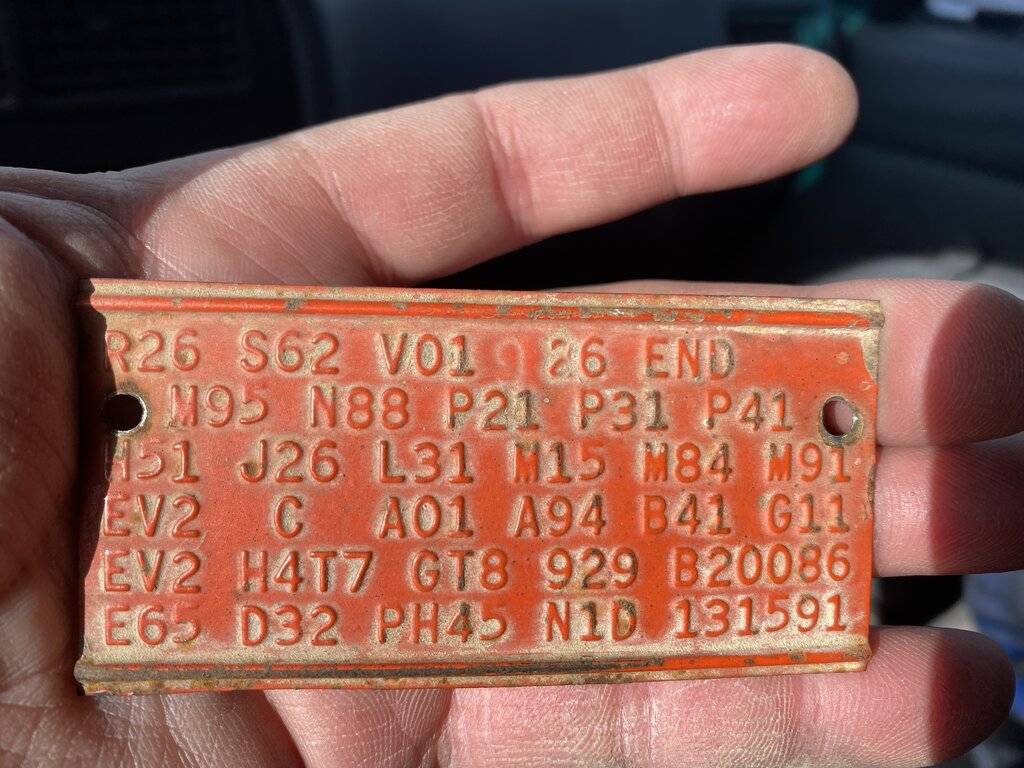 R26 S62 V01 26 END
M95 N88 P21 P31 P41
H51 J26 L31 M15 M84 M91
EV2 C A01 A94 B41 G11
EV2 H4T7 GT8 929 B20086
E65 D32 PH45 N1D 131591